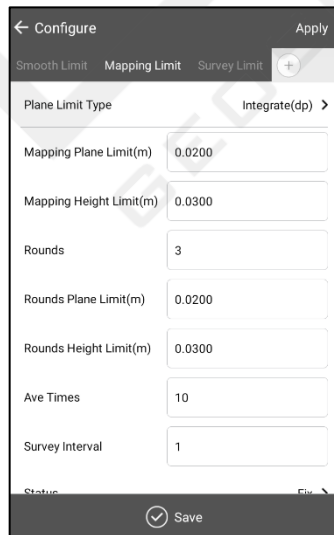 Configure Apply
Smooth Limit Mapping Limit Survey Limit
Plane Limit Type Integrate(dp)
Mapping Plane Limit(m) 0.0200
Mapping Height Limit(m) 0.0300
Rounds 3
Rounds Plane Limit(m) 0.0200
Rounds Height Limit(m) 0.0300
Ave Times 10
Survey Interval 1
Status Fix
Save